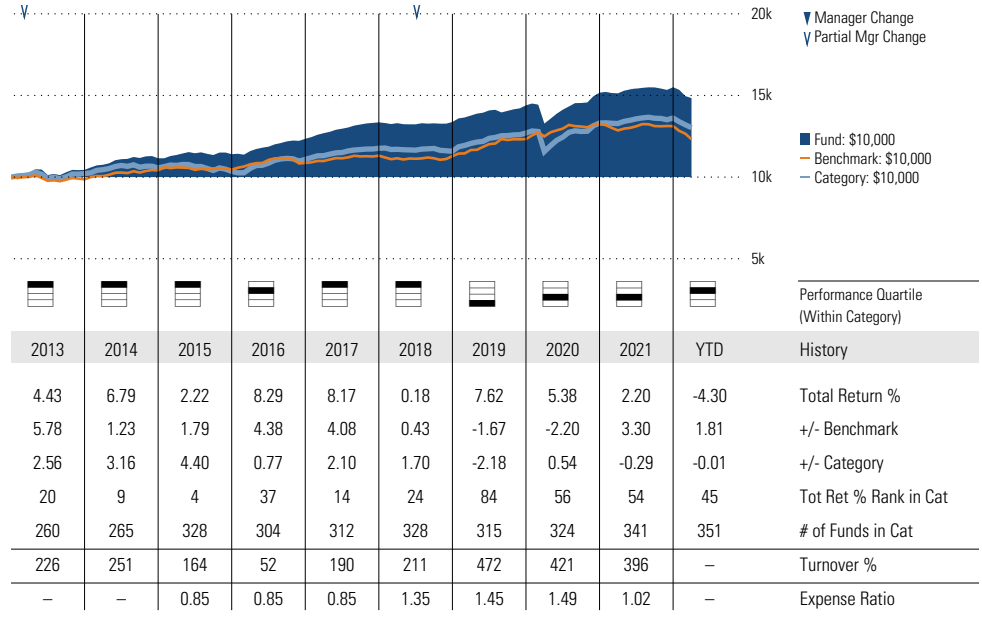 20k
Manager Change
Partial Mgr Change
15k
Fund: $10,000
Benchmark: $10,000
Category: $10,000
10k
5k
Performance Quartile
(Within Category)
2013 2014 2015 2016 2017 2018 2019 2020 2021 YTD History
4.43 6.79 2.22 8.29 8.17 0.18 7.62 5.38 2.20 -4.30 Total Return %
5.78 1.23 1.79 4.38 4.08 0.43 -1.67 -2.20 3.30 1.81 +/- Benchmark
2.56 3.16 4.40 0.77 2.10 1.70 -2.18 0.54 -0.29 -0.01 +/- Category
20 9 4 37 14 24 84 56 54 45 Tot Ret % Rank in Cat
260 265 328 304 312 328 315 324 341 351 # of Funds in Cat
226 251 164 52 190 211 472 421 396 – Turnover %
– – 0.85 0.85 0.85 1.35 1.45 1.49 1.02 – Expense Ratio